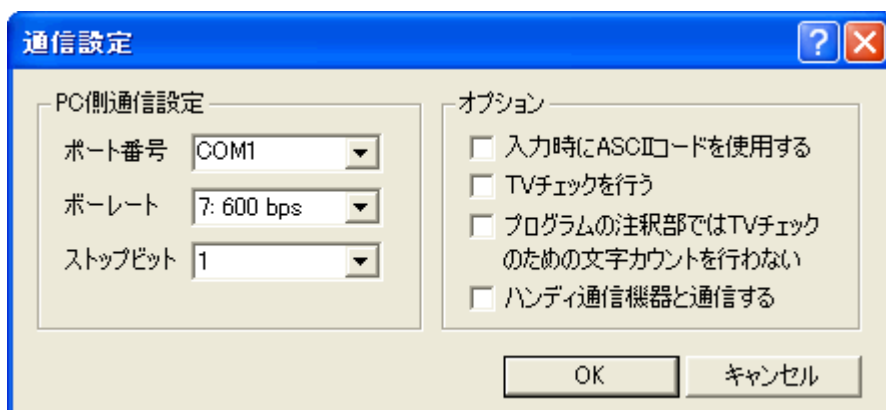 通信設定
PC側通信設定
ポート番号
COM1
ボーレート
7: 600 bps
ストップビット
1
オプション
入力時にASCIIコードを使用する
TVチェックを行う
プログラムの注釈部ではTVチェック
のための文字カウントを行わない
ハンディ通信機器と通信する
OK
キャンセル